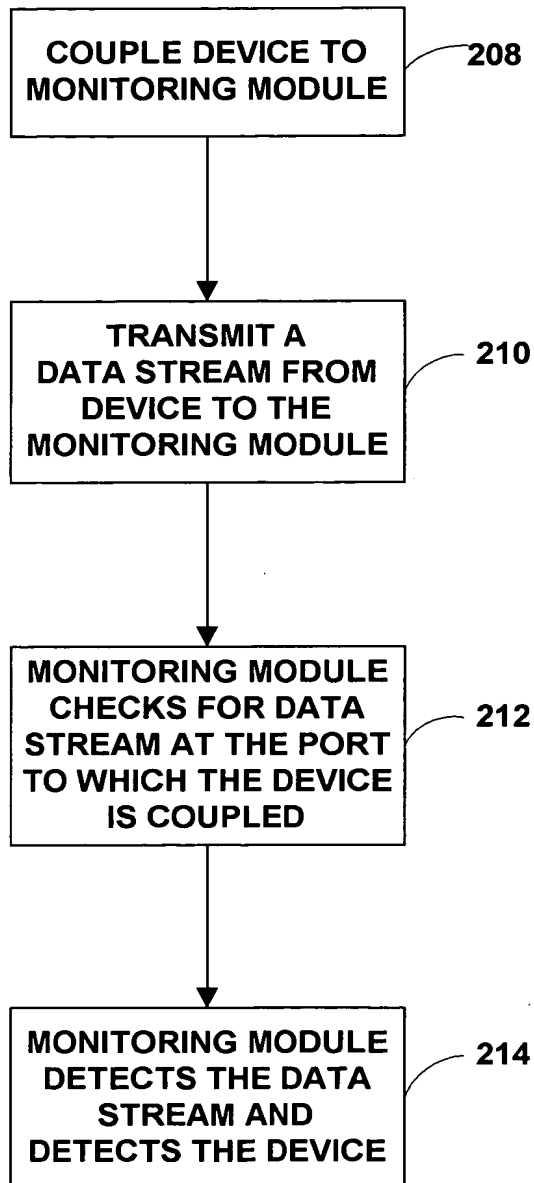 COUPLE DEVICE TO
MONITORING MODULE
208
TRANSMIT A
DATA STREAM FROM
DEVICE TO THE
MONITORING MODULE
210
MONITORING MODULE
CHECKS FOR DATA
STREAM AT THE PORT
TO WHICH THE DEVICE
IS COUPLED
212
MONITORING MODULE
DETECTS THE DATA
STREAM AND
DETECTS THE DEVICE
214